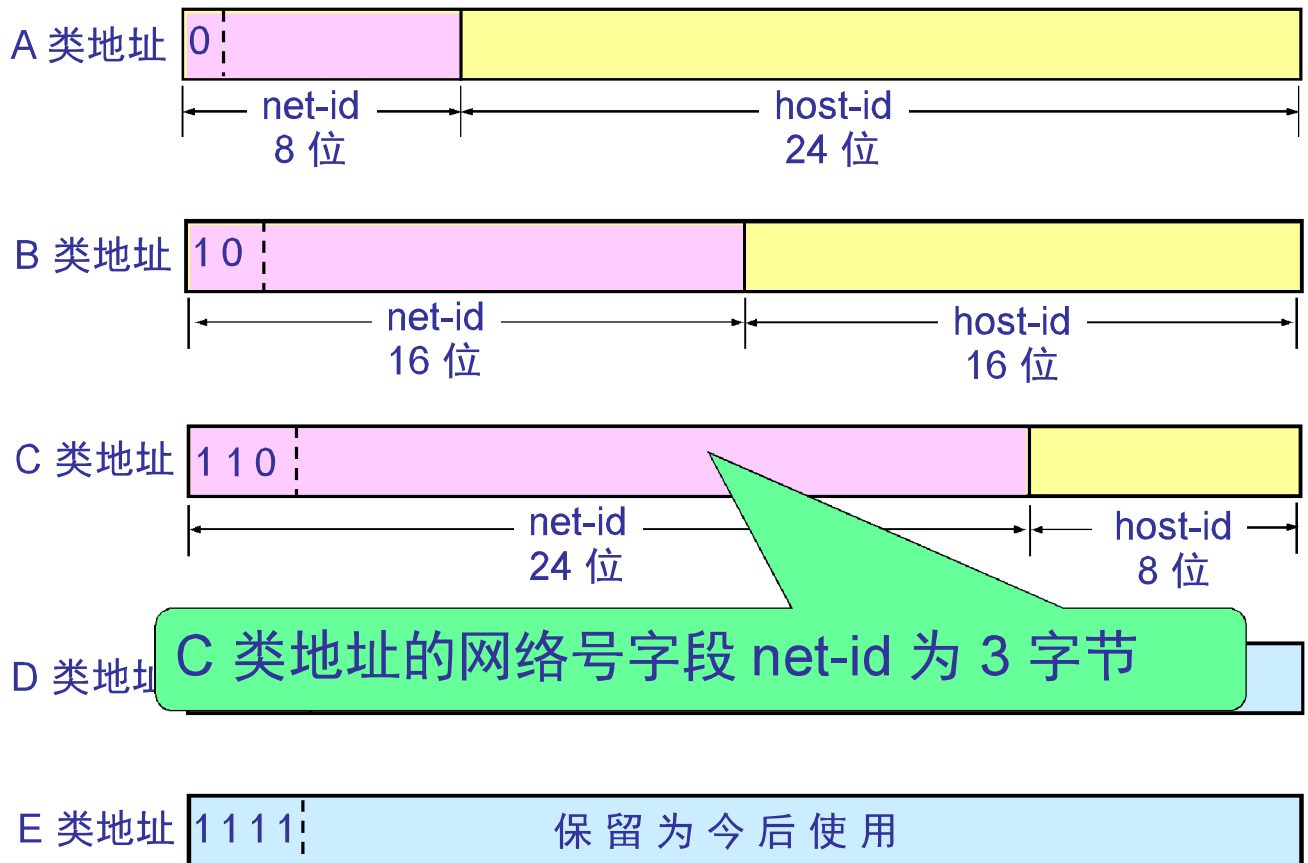 A 类地址 0
net-id host-id
8 位 24 位
B 类地址 1 0
net-id host-id
16 位 16 位
C 类地址 1 1 0
net-id host-id
24 位 8 位
C 类地址的网络号字段 net-id 为 3 字节
D 类地址
E 类地址 1 1 1 1 保 留 为 今 后 使 用